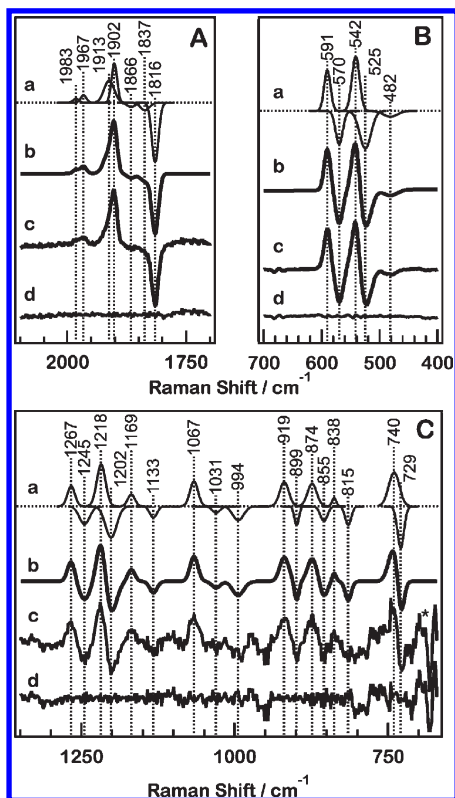 1983
1967
1913
1902
1866
1837
1816
A
a
b
c
d
2000
1750
591
570
542
525
482
B
a
b
c
d
700
600
500
400
Raman Shift / cm-1
1267
1245
1218
1202
1169
1133
1067
1031
994
919
899
874
855
838
815
740
729
C
a
b
c
*
d
1250
1000
750
Raman Shift / cm-1